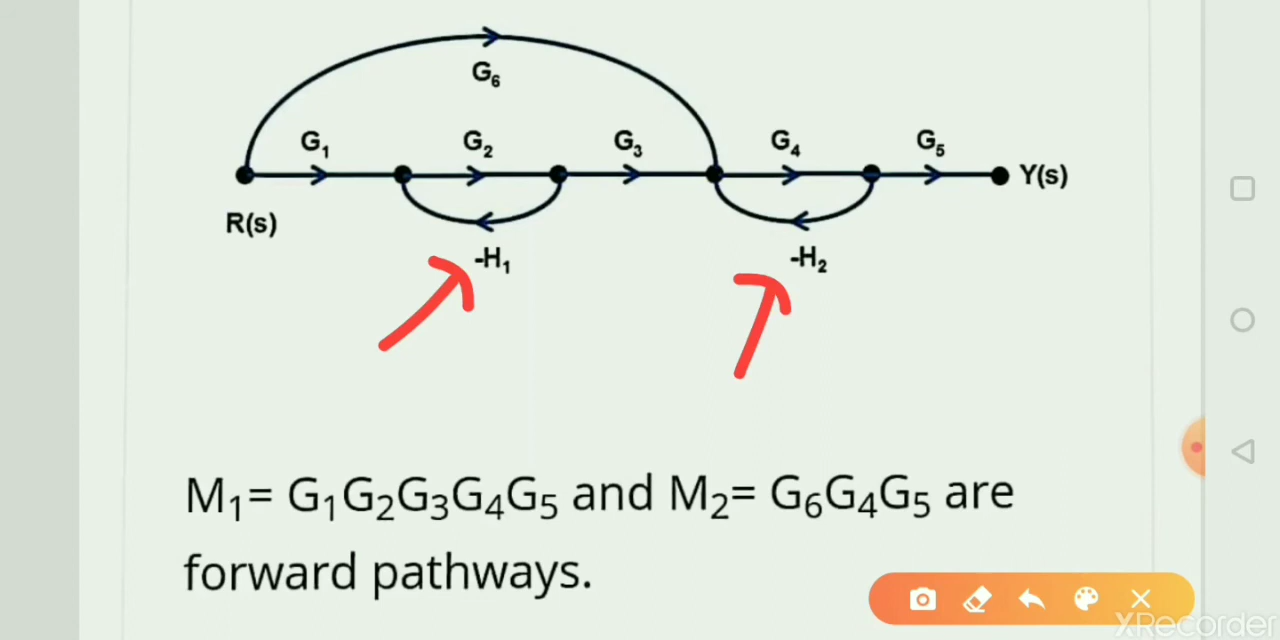 G₆
G₁ G₂ G₃ G₄ G₅
R(s) Y(s)
-H₁ -H₂
M₁= G₁G₂G₃G₄G₅ and M₂= G₆G₄G₅ are
forward pathways.
XRecorder